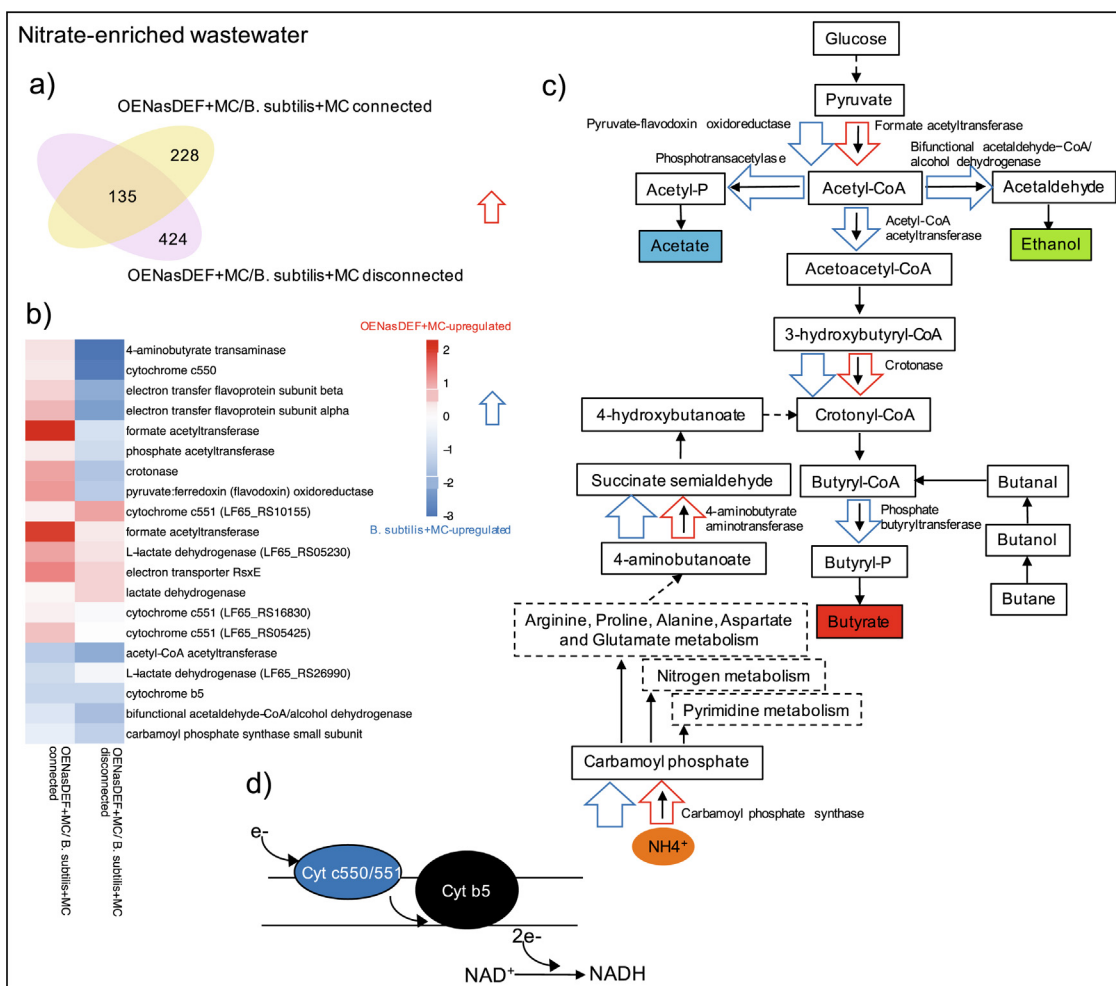 Nitrate-enriched wastewater
a)
OENasDEF+MC/B. subtilis+MC connected
228
135
424
OENasDEF+MC/B. subtilis+MC disconnected
b)
OENasDEF+MC-upregulated
2
1
0
−1
−2
−3
B. subtilis+MC-upregulated
4-aminobutyrate transaminase
cytochrome c550
electron transfer flavoprotein subunit beta
electron transfer flavoprotein subunit alpha
formate acetyltransferase
phosphate acetyltransferase
crotonase
pyruvate:ferredoxin (flavodoxin) oxidoreductase
cytochrome c551 (LF65_RS10155)
formate acetyltransferase
L-lactate dehydrogenase (LF65_RS05230)
electron transporter RsxE
lactate dehydrogenase
cytochrome c551 (LF65_RS16830)
cytochrome c551 (LF65_RS05425)
acetyl-CoA acetyltransferase
L-lactate dehydrogenase (LF65_RS26990)
cytochrome b5
bifunctional acetaldehyde-CoA/alcohol dehydrogenase
carbamoyl phosphate synthase small subunit
OENasDEF+MC/ B. subtilis+MC
connected
OENasDEF+MC/ B. subtilis+MC
disconnected
c)
Glucose
Pyruvate
Pyruvate-flavodoxin oxidoreductase
Formate acetyltransferase
Phosphotransacetylase
Bifunctional acetaldehyde−CoA/
alcohol dehydrogenase
Acetyl-P
Acetyl-CoA
Acetaldehyde
Acetate
Acetyl-CoA
acetyltransferase
Ethanol
Acetoacetyl-CoA
3-hydroxybutyryl-CoA
Crotonase
4-hydroxybutanoate
Crotonyl-CoA
Succinate semialdehyde
Butyryl-CoA
Butanal
4-aminobutyrate
aminotransferase
Phosphate
butyryltransferase
Butanol
4-aminobutanoate
Butyryl-P
Butane
Butyrate
Arginine, Proline, Alanine, Aspartate
and Glutamate metabolism
Nitrogen metabolism
Pyrimidine metabolism
Carbamoyl phosphate
Carbamoyl phosphate synthase
NH4⁺
d)
e-
Cyt c550/551
Cyt b5
2e-
NAD⁺
NADH